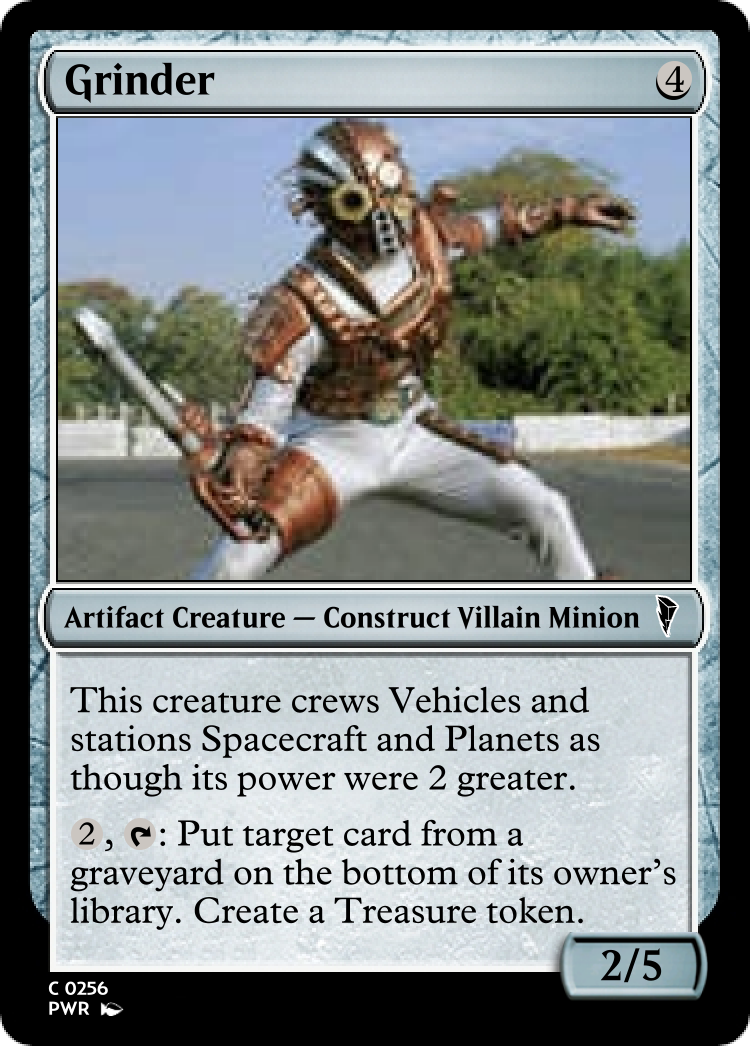 Grinder 4
Artifact Creature — Construct Villain Minion
This creature crews Vehicles and
stations Spacecraft and Planets as
though its power were 2 greater.
2, : Put target card from a
graveyard on the bottom of its owner’s
library. Create a Treasure token.
2/5
C 0256
PWR